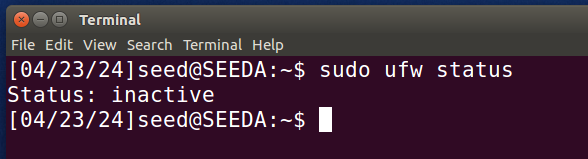 Terminal
File Edit View Search Terminal Help
[04/23/24]seed@SEEDA:~$ sudo ufw status
Status: inactive
[04/23/24]seed@SEEDA:~$